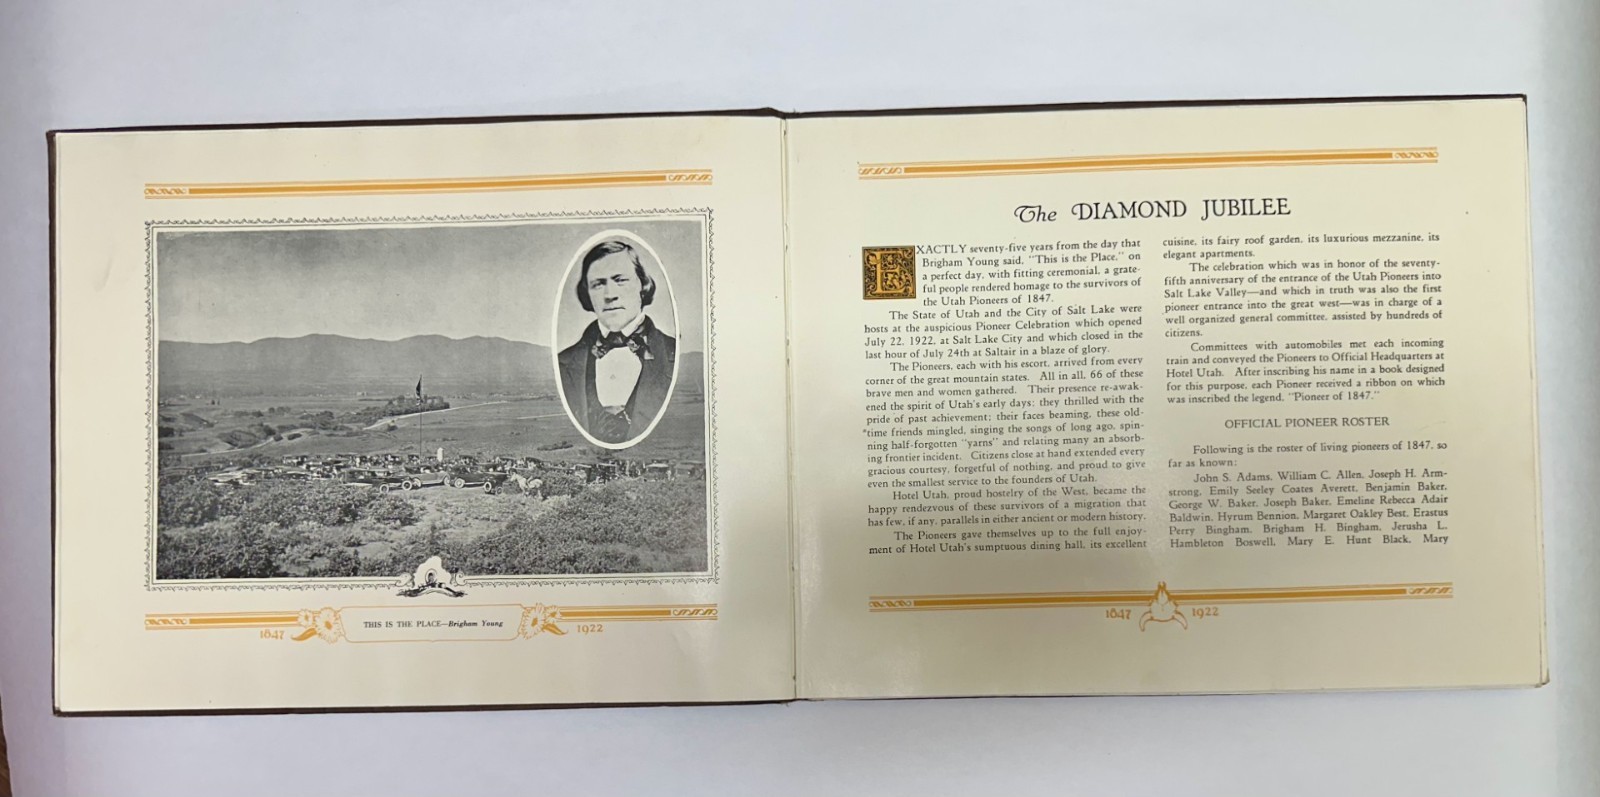 THIS IS THE PLACE—Brigham Young
1847
1922
The DIAMOND JUBILEE
EXACTLY seventy-five years from the day that
Brigham Young said, "This is the Place," on
a perfect day, with fitting ceremonial, a grate-
ful people rendered homage to the survivors of
the Utah Pioneers of 1847.
The State of Utah and the City of Salt Lake were
hosts at the auspicious Pioneer Celebration which opened
July 22, 1922, at Salt Lake City and which closed in the
last hour of July 24th at Saltair in a blaze of glory.
The Pioneers, each with his escort, arrived from every
corner of the great mountain states. All in all, 66 of these
brave men and women gathered. Their presence re-awak-
ened the spirit of Utah's early days; they thrilled with the
pride of past achievement; their faces beaming, these old-
time friends mingled, singing the songs of long ago, spin-
ning half-forgotten "yarns" and relating many an absorb-
ing frontier incident. Citizens close at hand extended every
gracious courtesy, forgetful of nothing, and proud to give
even the smallest service to the founders of Utah.
Hotel Utah, proud hostelry of the West, became the
happy rendezvous of these survivors of a migration that
has few, if any, parallels in either ancient or modern history.
The Pioneers gave themselves up to the full enjoy-
ment of Hotel Utah's sumptuous dining hall, its excellent
cuisine, its fairy roof garden, its luxurious mezzanine, its
elegant apartments.
The celebration which was in honor of the seventy-
fifth anniversary of the entrance of the Utah Pioneers into
Salt Lake Valley—and which in truth was also the first
pioneer entrance into the great west—was in charge of a
well organized general committee, assisted by hundreds of
citizens.
Committees with automobiles met each incoming
train and conveyed the Pioneers to Official Headquarters at
Hotel Utah. After inscribing his name in a book designed
for this purpose, each Pioneer received a ribbon on which
was inscribed the legend, "Pioneer of 1847."
OFFICIAL PIONEER ROSTER
Following is the roster of living pioneers of 1847, so
far as known:
John S. Adams, William C. Allen, Joseph H. Arm-
strong, Emily Seeley Coates Averett, Benjamin Baker,
George W. Baker, Joseph Baker, Emeline Rebecca Adair
Baldwin, Hyrum Bennion, Margaret Oakley Best, Erastus
Perry Bingham, Brigham H. Bingham, Jerusha L.
Hambleton Boswell, Mary E. Hunt Black, Mary
1847
1922